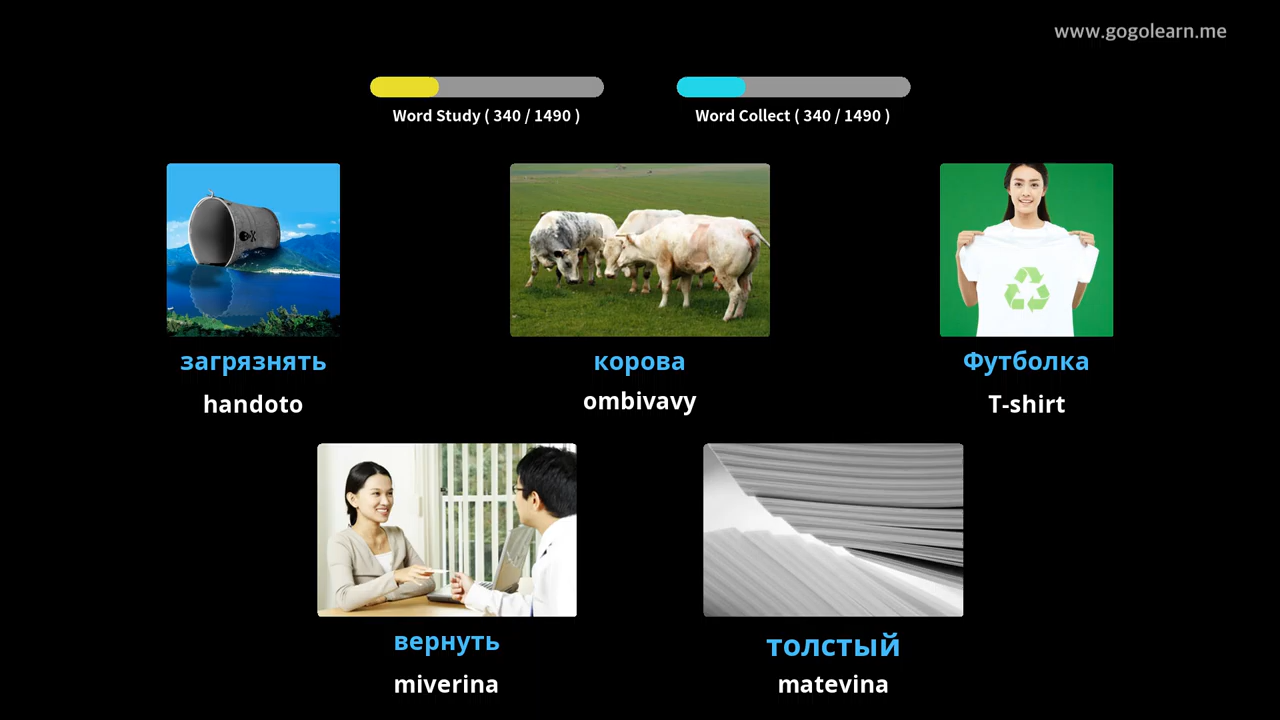 www.gogolearn.me
Word Study ( 340 / 1490 )
Word Collect ( 340 / 1490 )
загрязнять
handoto
корова
ombivavy
Футболка
T-shirt
вернуть
miverina
толстый
matevina